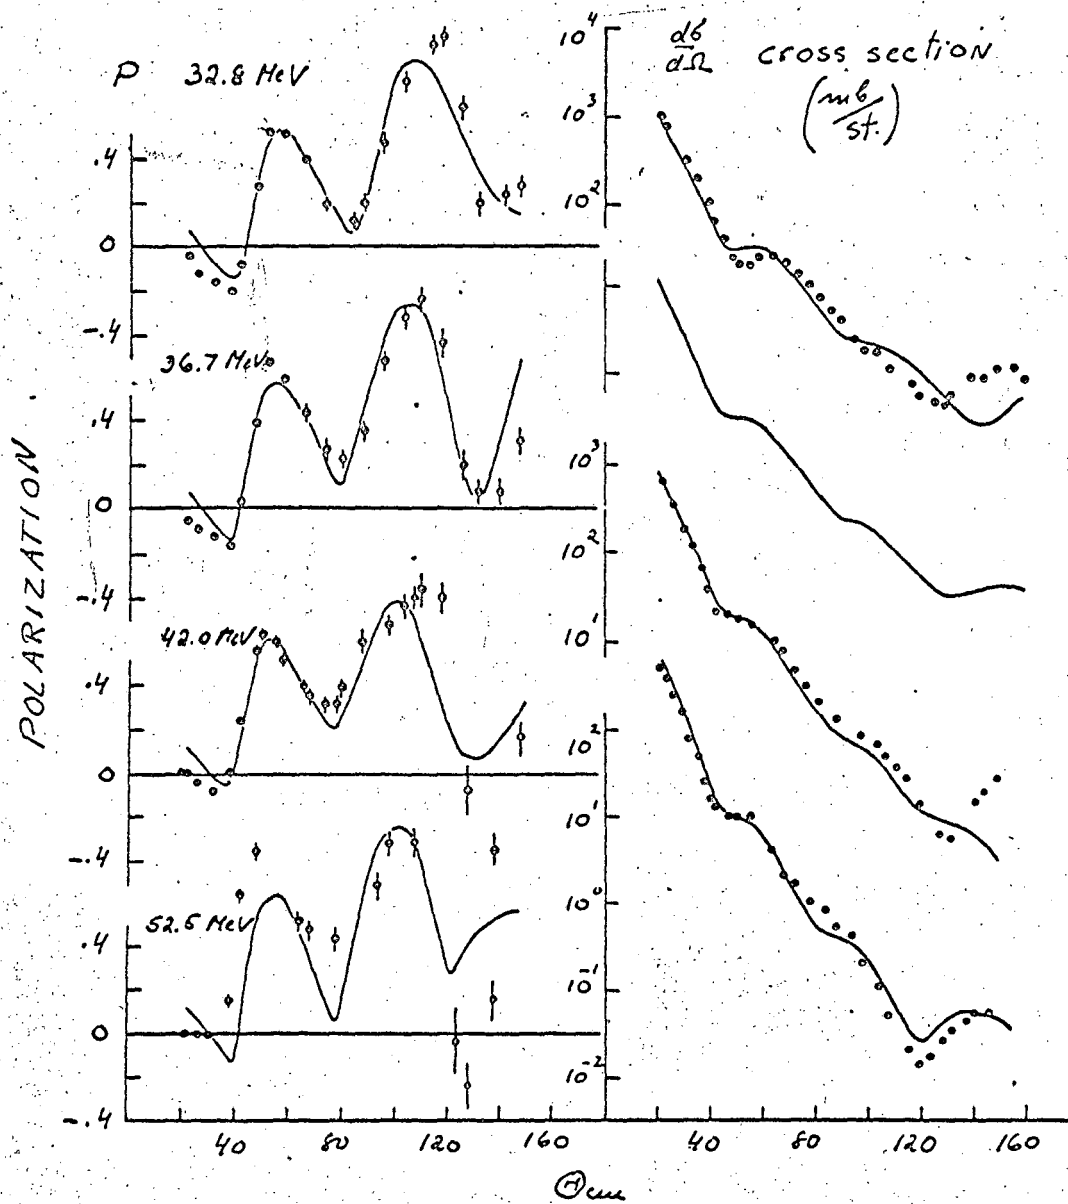 P 32.8 MeV
.4
0
-.4
36.7 MeV
.4
0
-.4
42.0 MeV
.4
0
-.4
52.5 MeV
.4
0
-.4
40 80 120 160
POLARIZATION
dσ/dΩ cross section
(mb/st.)
10⁴
10³
10²
10³
10²
10¹
10²
10¹
10⁰
10⁻¹
10⁻²
40 80 120 160
Θcm